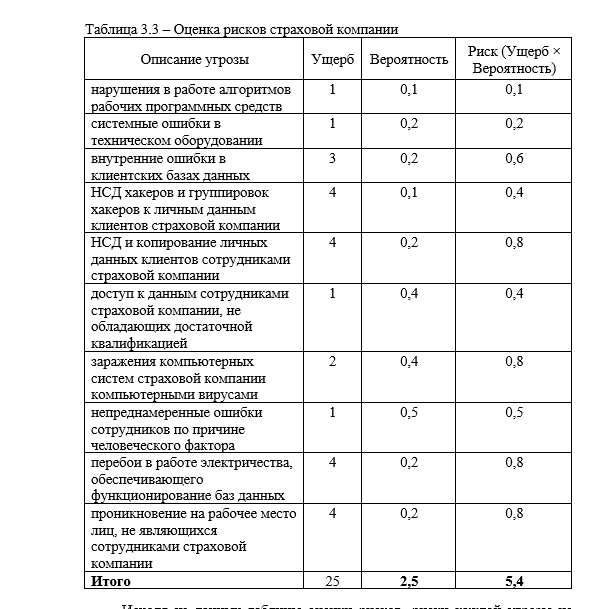 Таблица 3.3 – Оценка рисков страховой компании
Описание угрозы Ущерб Вероятность Риск (Ущерб ×
Вероятность)
нарушения в работе алгоритмов 1 0,1 0,1
рабочих программных средств
системные ошибки в 1 0,2 0,2
техническом оборудовании
внутренние ошибки в 3 0,2 0,6
клиентских базах данных
НСД хакеров и группировок 4 0,1 0,4
хакеров к личным данным
клиентов страховой компании
НСД и копирование личных 4 0,2 0,8
данных клиентов сотрудниками
страховой компании
доступ к данным сотрудниками 1 0,4 0,4
страховой компании, не
обладающих достаточной
квалификацией
заражения компьютерных 2 0,4 0,8
систем страховой компании
компьютерными вирусами
непреднамеренные ошибки 1 0,5 0,5
сотрудников по причине
человеческого фактора
перебои в работе электричества, 4 0,2 0,8
обеспечивающего
функционирование баз данных
проникновение на рабочее место 4 0,2 0,8
лиц, не являющихся
сотрудниками страховой
компании
Итого 25 2,5 5,4